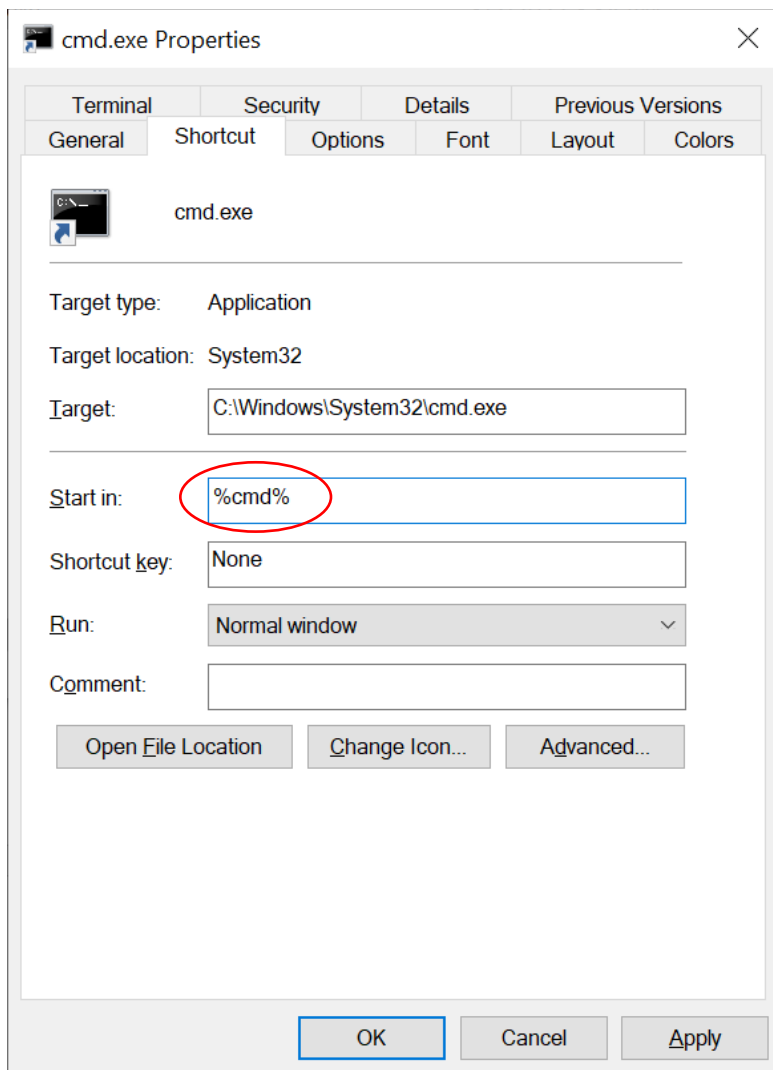 cmd.exe Properties
Terminal Security Details Previous Versions
General Shortcut Options Font Layout Colors
C:\_
cmd.exe
Target type: Application
Target location: System32
Target: C:\Windows\System32\cmd.exe
Start in: %cmd%
Shortcut key: None
Run: Normal window
Comment:
Open File Location Change Icon... Advanced...
OK Cancel Apply